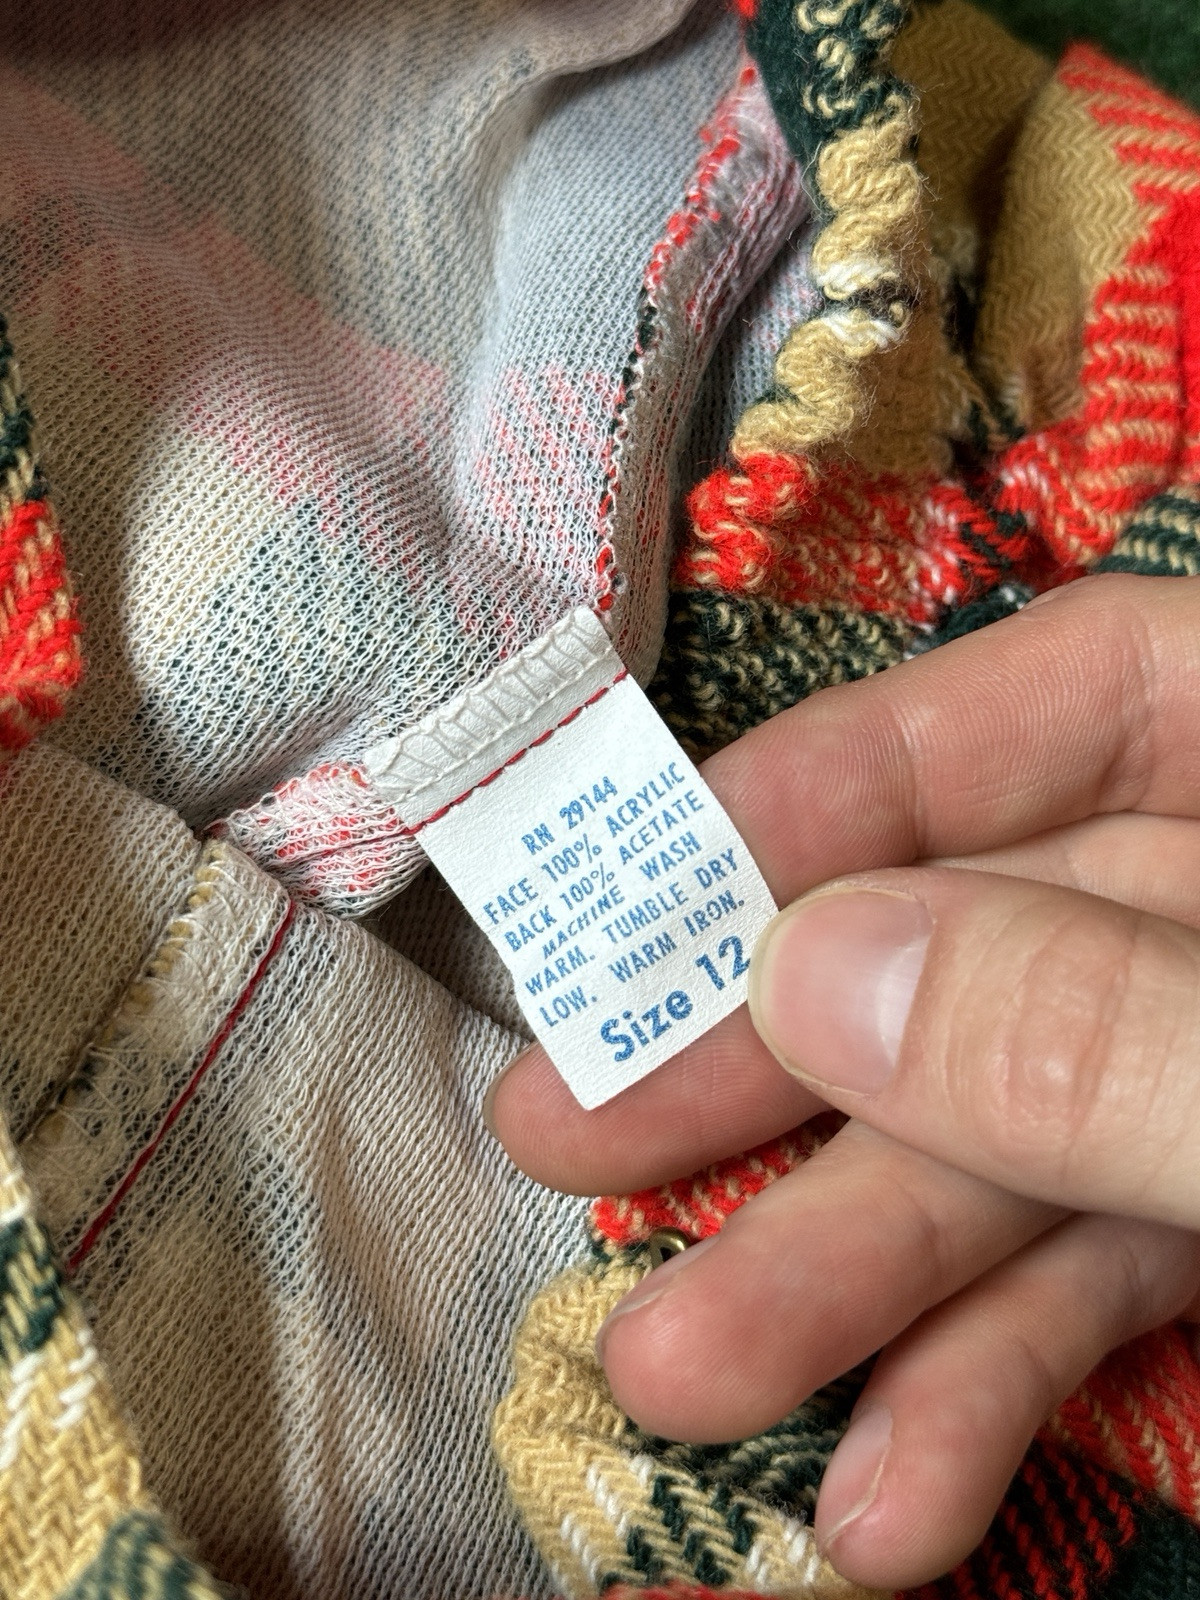 RN 29144
FACE 100% ACRYLIC
BACK 100% ACETATE
MACHINE WASH
WARM. TUMBLE DRY
LOW. WARM IRON.
Size 12